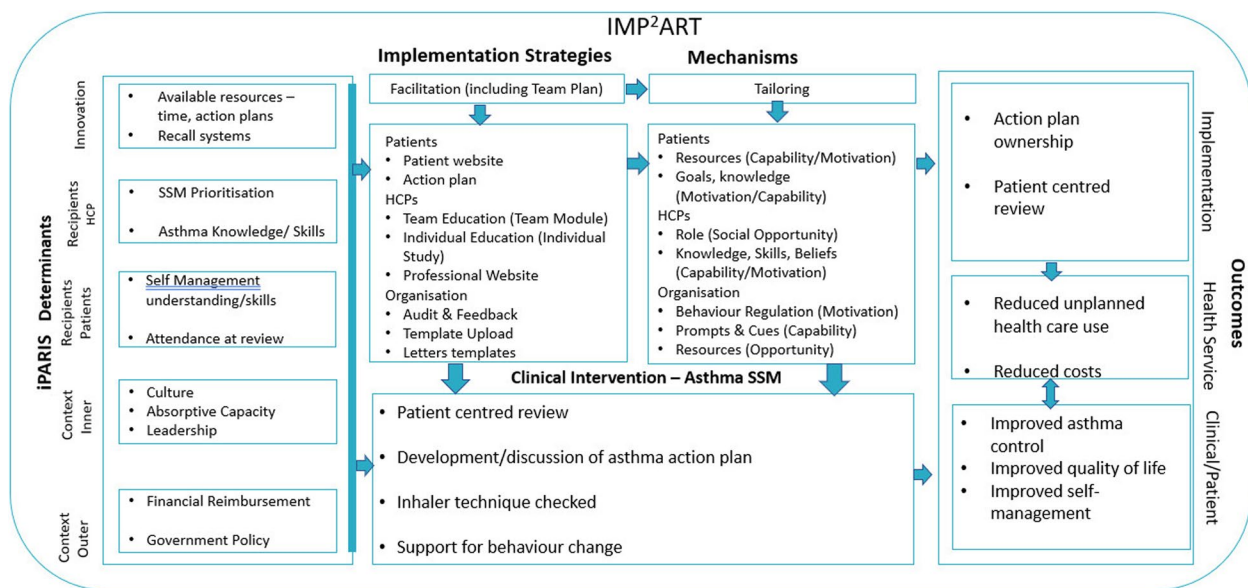 IMP²ART
Implementation Strategies
Mechanisms
iPARIS Determinants
Innovation
• Available resources –
time, action plans
• Recall systems
Recipients
HCP
• SSM Prioritisation
• Asthma Knowledge/ Skills
Recipients
Patients
• Self Management
understanding/skills
• Attendance at review
Context
Inner
• Culture
• Absorptive Capacity
• Leadership
Context
Outer
• Financial Reimbursement
• Government Policy
Facilitation (including Team Plan)
Patients
• Patient website
• Action plan
HCPs
• Team Education (Team Module)
• Individual Education (Individual
Study)
• Professional Website
Organisation
• Audit & Feedback
• Template Upload
• Letters templates
Tailoring
Patients
• Resources (Capability/Motivation)
• Goals, knowledge
(Motivation/Capability)
HCPs
• Role (Social Opportunity)
• Knowledge, Skills, Beliefs
(Capability/Motivation)
Organisation
• Behaviour Regulation (Motivation)
• Prompts & Cues (Capability)
• Resources (Opportunity)
Clinical Intervention – Asthma SSM
• Patient centred review
• Development/discussion of asthma action plan
• Inhaler technique checked
• Support for behaviour change
• Action plan
ownership
• Patient centred
review
Implementation
• Reduced unplanned
health care use
• Reduced costs
Health Service
• Improved asthma
control
• Improved quality of life
• Improved self-
management
Clinical/Patient
Outcomes